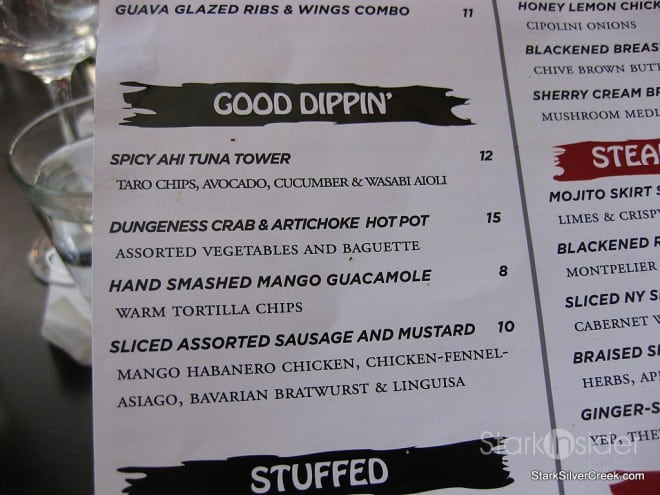 GUAVA GLAZED RIBS & WINGS COMBO 11
GOOD DIPPIN'
SPICY AHI TUNA TOWER 12
TARO CHIPS, AVOCADO, CUCUMBER & WASABI AIOLI
DUNGENESS CRAB & ARTICHOKE HOT POT 15
ASSORTED VEGETABLES AND BAGUETTE
HAND SMASHED MANGO GUACAMOLE 8
WARM TORTILLA CHIPS
SLICED ASSORTED SAUSAGE AND MUSTARD 10
MANGO HABANERO CHICKEN, CHICKEN-FENNEL-
ASIAGO, BAVARIAN BRATWURST & LINGUISA
STUFFED
HONEY LEMON CHICK
CIPOLINI ONIONS
BLACKENED BREAS
CHIVE BROWN BUTT
SHERRY CREAM BR
MUSHROOM MEDL
STEA
MOJITO SKIRT S
LIMES & CRISPY
BLACKENED R
MONTPELIER
SLICED NY S
CABERNET W
BRAISED S
HERBS, AP
GINGER-S
YEP, THE
Stark Insider
StarkSilverCreek.com